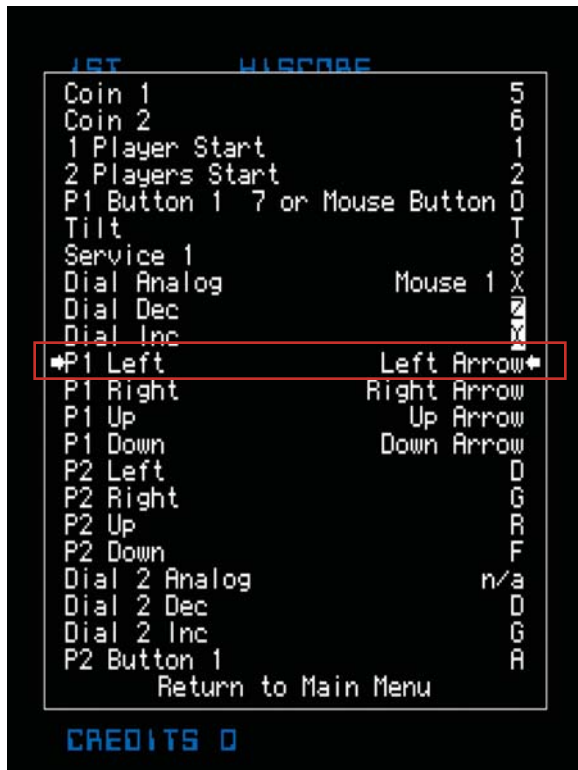 1ST HISCORE
Coin 1 5
Coin 2 6
1 Player Start 1
2 Players Start 2
P1 Button 1 7 or Mouse Button 0
Tilt T
Service 1 8
Dial Analog Mouse 1 X
Dial Dec Z
Dial Inc X
P1 Left Left Arrow
P1 Right Right Arrow
P1 Up Up Arrow
P1 Down Down Arrow
P2 Left D
P2 Right G
P2 Up R
P2 Down F
Dial 2 Analog n/a
Dial 2 Dec D
Dial 2 Inc G
P2 Button 1 A
Return to Main Menu
CREDITS 0